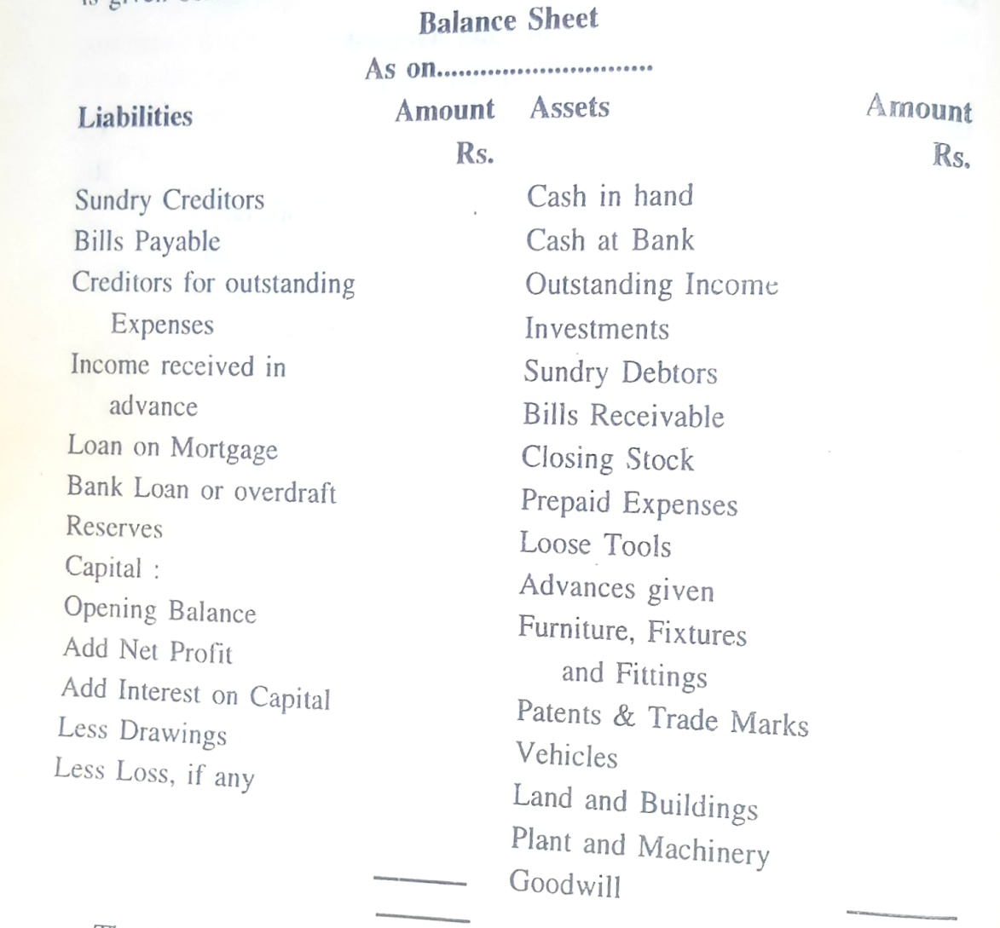 Balance Sheet
As on..............................
Liabilities Amount Assets Amount
Rs. Rs.
Sundry Creditors Cash in hand
Bills Payable Cash at Bank
Creditors for outstanding Outstanding Income
Expenses Investments
Income received in Sundry Debtors
advance Bills Receivable
Loan on Mortgage Closing Stock
Bank Loan or overdraft Prepaid Expenses
Reserves Loose Tools
Capital : Advances given
Opening Balance Furniture, Fixtures
Add Net Profit and Fittings
Add Interest on Capital Patents & Trade Marks
Less Drawings Vehicles
Less Loss, if any Land and Buildings
Plant and Machinery
Goodwill